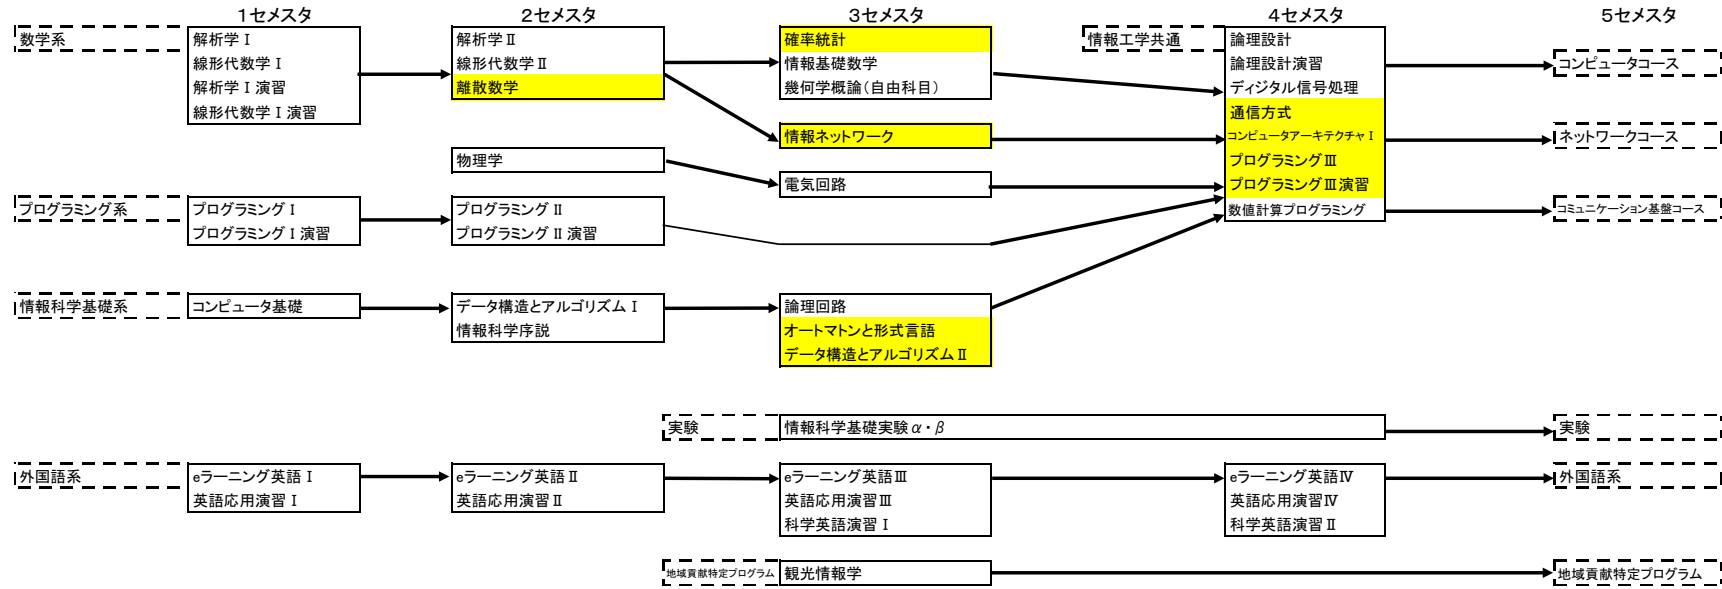 1セメスタ
2セメスタ
3セメスタ
4セメスタ
5セメスタ
数学系
解析学Ⅰ
線形代数学Ⅰ
解析学Ⅰ演習
線形代数学Ⅰ演習
解析学Ⅱ
線形代数学Ⅱ
離散数学
確率統計
情報基礎数学
幾何学概論(自由科目)
情報工学共通
論理設計
論理設計演習
ディジタル信号処理
通信方式
コンピュータアーキテクチャⅠ
プログラミングⅢ
プログラミングⅢ演習
数値計算プログラミング
コンピュータコース
情報ネットワーク
ネットワークコース
物理学
電気回路
プログラミング系
プログラミングⅠ
プログラミングⅠ演習
プログラミングⅡ
プログラミングⅡ演習
コミュニケーション基盤コース
情報科学基礎系
コンピュータ基礎
データ構造とアルゴリズムⅠ
情報科学序説
論理回路
オートマトンと形式言語
データ構造とアルゴリズムⅡ
実験
情報科学基礎実験α・β
実験
外国語系
eラーニング英語Ⅰ
英語応用演習Ⅰ
eラーニング英語Ⅱ
英語応用演習Ⅱ
eラーニング英語Ⅲ
英語応用演習Ⅲ
科学英語演習Ⅰ
eラーニング英語Ⅳ
英語応用演習Ⅳ
科学英語演習Ⅱ
外国語系
地域貢献特定プログラム
観光情報学
地域貢献特定プログラム